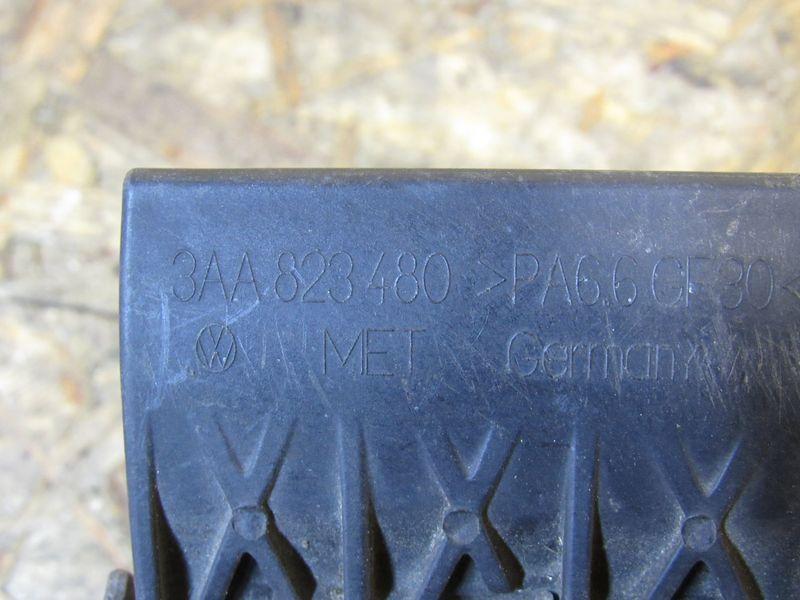 3AA 823 480 >PA6.6 GF30<
MET Germany